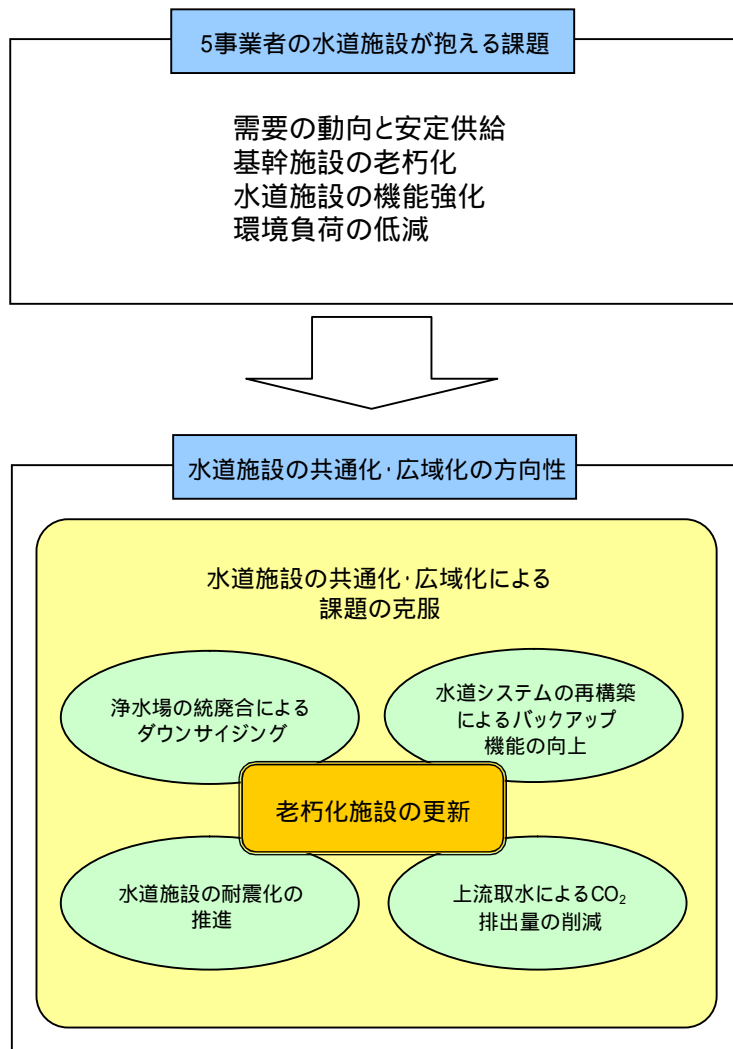 5事業者の水道施設が抱える課題
需要の動向と安定供給
基幹施設の老朽化
水道施設の機能強化
環境負荷の低減
水道施設の共通化・広域化の方向性
水道施設の共通化・広域化による
課題の克服
浄水場の統廃合による
ダウンサイジング
水道システムの再構築
によるバックアップ
機能の向上
老朽化施設の更新
水道施設の耐震化の
推進
上流取水によるCO₂
排出量の削減